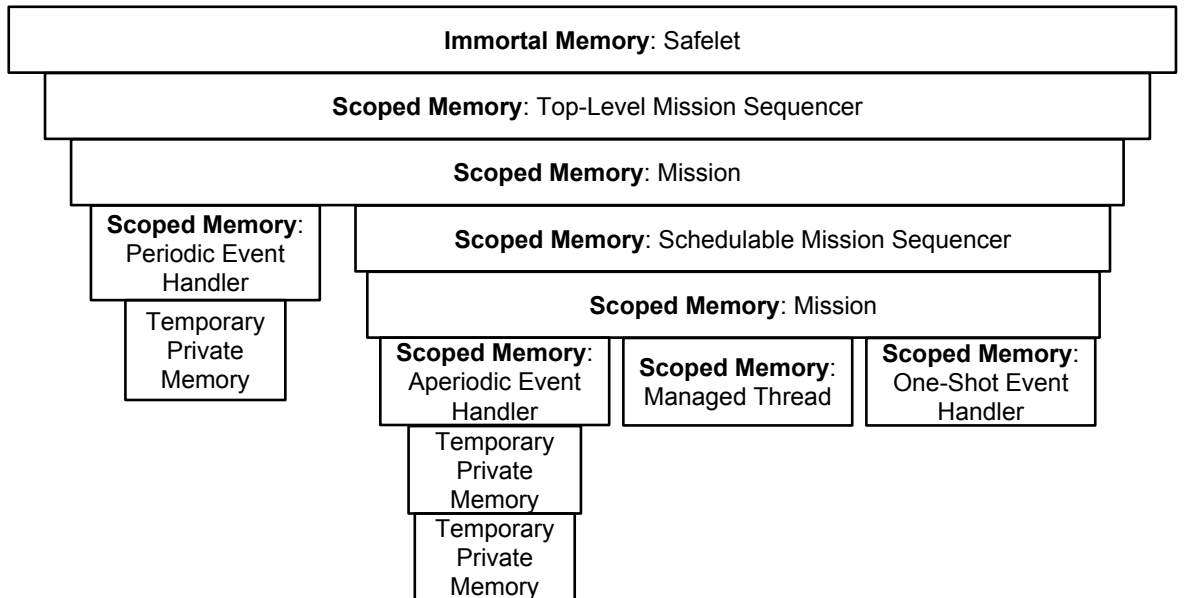 Immortal Memory: Safelet
Scoped Memory: Top-Level Mission Sequencer
Scoped Memory: Mission
Scoped Memory:
Periodic Event
Handler
Temporary
Private
Memory
Scoped Memory: Schedulable Mission Sequencer
Scoped Memory: Mission
Scoped Memory:
Aperiodic Event
Handler
Temporary
Private
Memory
Temporary
Private
Memory
Scoped Memory:
Managed Thread
Scoped Memory:
One-Shot Event
Handler